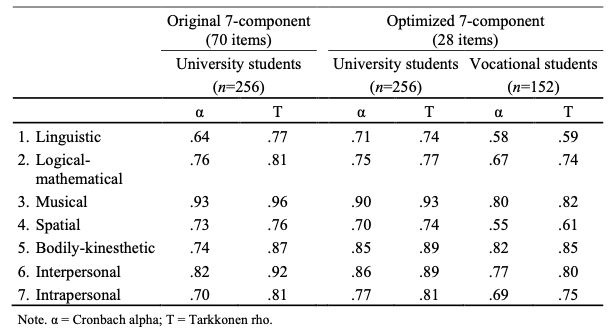 Original 7-component Optimized 7-component
(70 items) (28 items)
University students University students Vocational students
(n=256) (n=256) (n=152)
α T α T α T
1. Linguistic .64 .77 .71 .74 .58 .59
2. Logical- .76 .81 .75 .77 .67 .74
mathematical
3. Musical .93 .96 .90 .93 .80 .82
4. Spatial .73 .76 .70 .74 .55 .61
5. Bodily-kinesthetic .74 .87 .85 .89 .82 .85
6. Interpersonal .82 .92 .86 .89 .77 .80
7. Intrapersonal .70 .81 .77 .81 .69 .75
Note. α = Cronbach alpha; T = Tarkkonen rho.